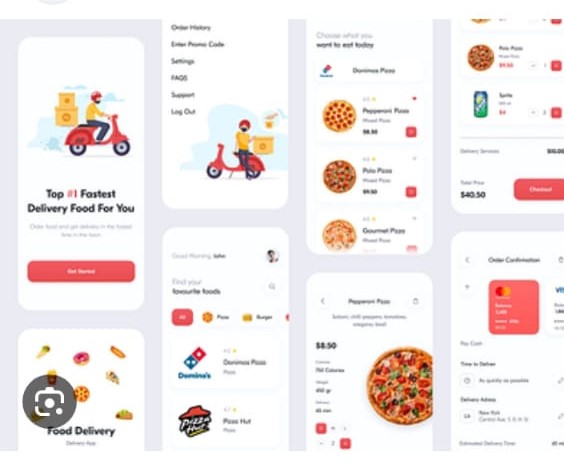 Top #1 Fastest
Delivery Food For You
Order food and get delivery in the fastest
time in the town
Get Started
Food Delivery
Delivery App
Order History
Enter Promo Code
Settings
FAQS
Support
Log Out
Good Morning, John
Find your
favourite foods
All
Pizza
Burger
Dominos Pizza
Pizza
Domino's
Pizza Hut
Pizza
Pizza Hut
Choose what you
want to eat today
Dominos Pizza
Pepperoni Pizza
Mixed Pizza
$8.50
Polo Pizza
Mixed Pizza
$9.50
Gourmet Pizza
Mixed Pizza
Pepperoni Pizza
Salami, chilli peppers, tomatoes,
oregano, basil
$8.50
Calories
750 Calories
Weight
Delivery
45 min
Polo Pizza
$9.50
Sprite
$4
Delivery Services
$10.00
Total Price
$40.50
Checkout
Order Confirmation
Balance
Pay Cash
Time to Deliver
As quickly as possible
Delivery Adress
New York
Estimated Delivery Time